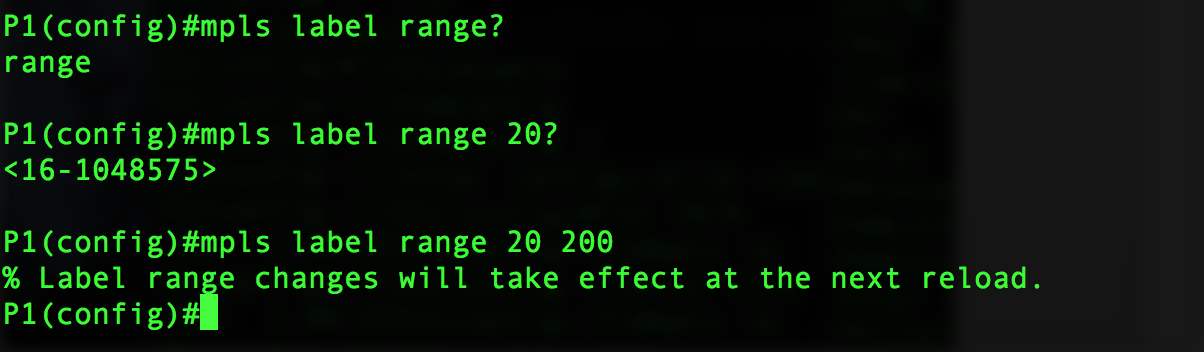 P1(config)#mpls label range?
range
P1(config)#mpls label range 20?
<16-1048575>
P1(config)#mpls label range 20 200
% Label range changes will take effect at the next reload.
P1(config)#